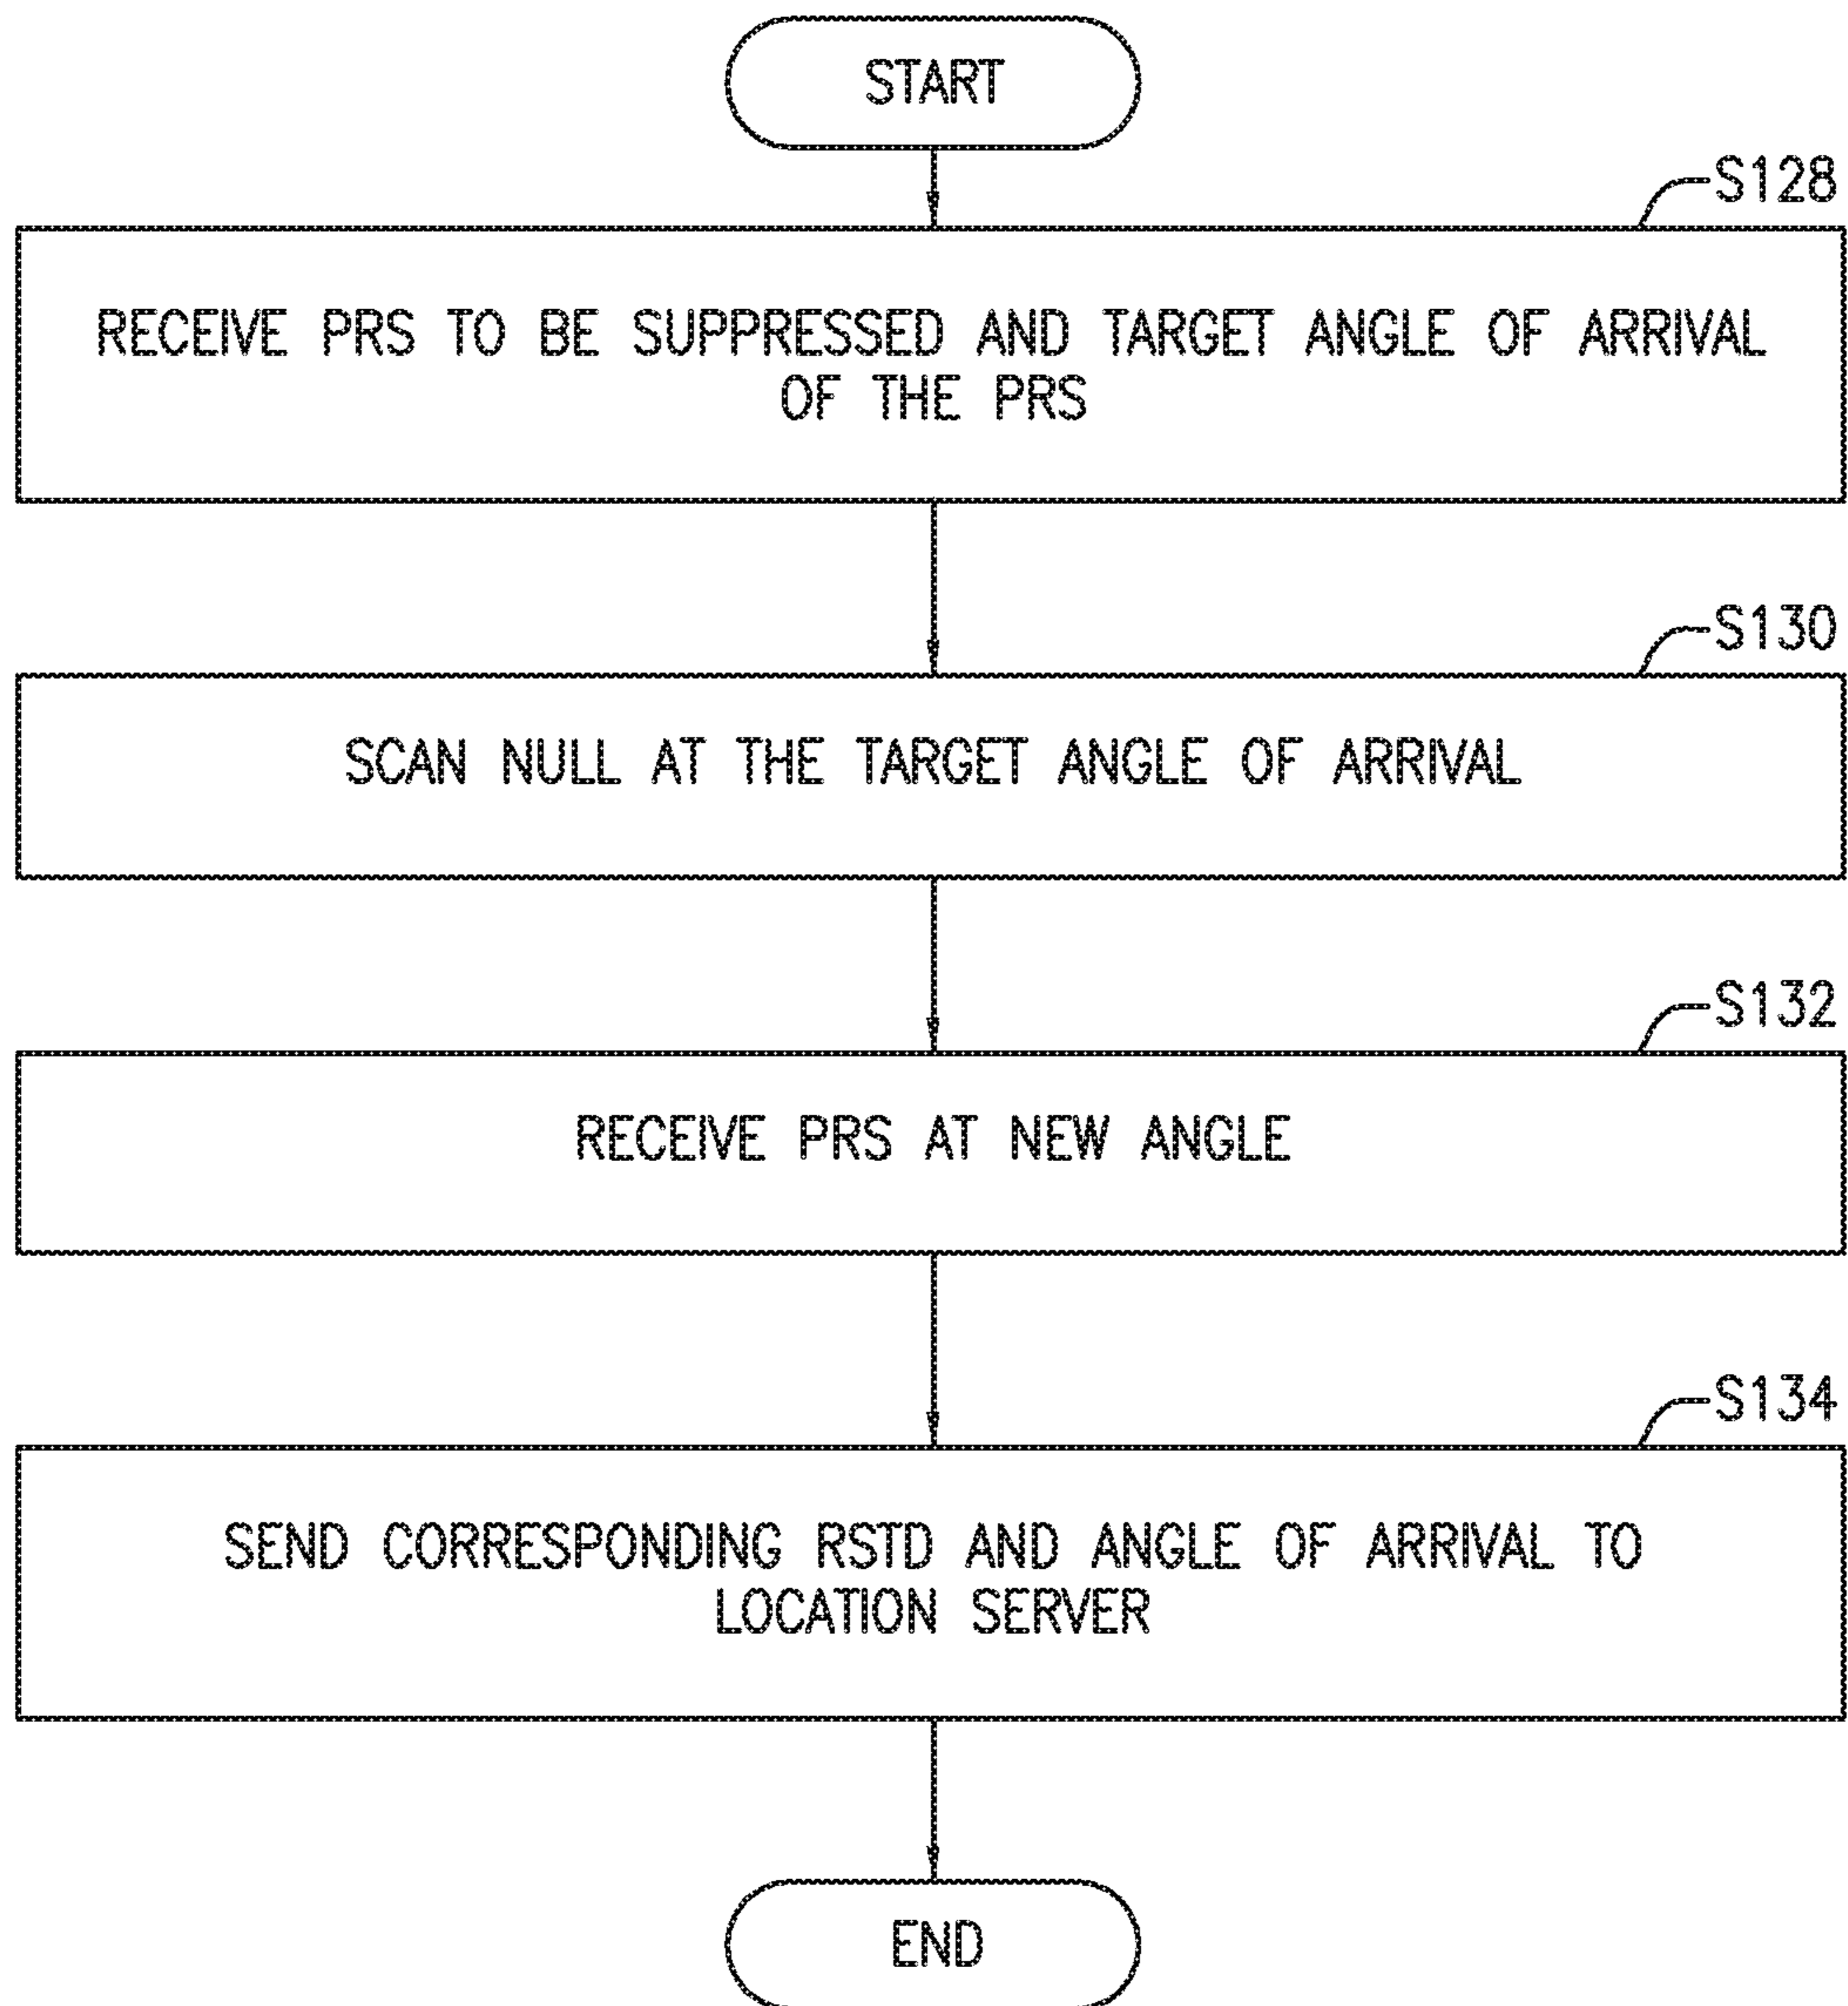 START
S128
RECEIVE PRS TO BE SUPPRESSED AND TARGET ANGLE OF ARRIVAL
OF THE PRS
S130
SCAN NULL AT THE TARGET ANGLE OF ARRIVAL
S132
RECEIVE PRS AT NEW ANGLE
S134
SEND CORRESPONDING RSTD AND ANGLE OF ARRIVAL TO
LOCATION SERVER
END